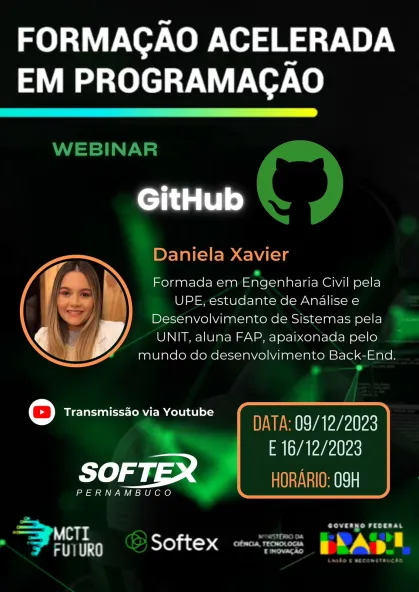 FORMAÇÃO ACELERADA
EM PROGRAMAÇÃO
WEBINAR
GitHub
Daniela Xavier
Formada em Engenharia Civil pela
UPE, estudante de Análise e
Desenvolvimento de Sistemas pela
UNIT, aluna FAP, apaixonada pelo
mundo do desenvolvimento Back-End.
Transmissão via Youtube
DATA: 09/12/2023
E 16/12/2023
HORÁRIO: 09H
SOFTEX
PERNAMBUCO
MCTI
FUTURO
Softex
MINISTÉRIO DA
CIÊNCIA, TECNOLOGIA
E INOVAÇÃO
GOVERNO FEDERAL
BRASIL
UNIÃO E RECONSTRUÇÃO